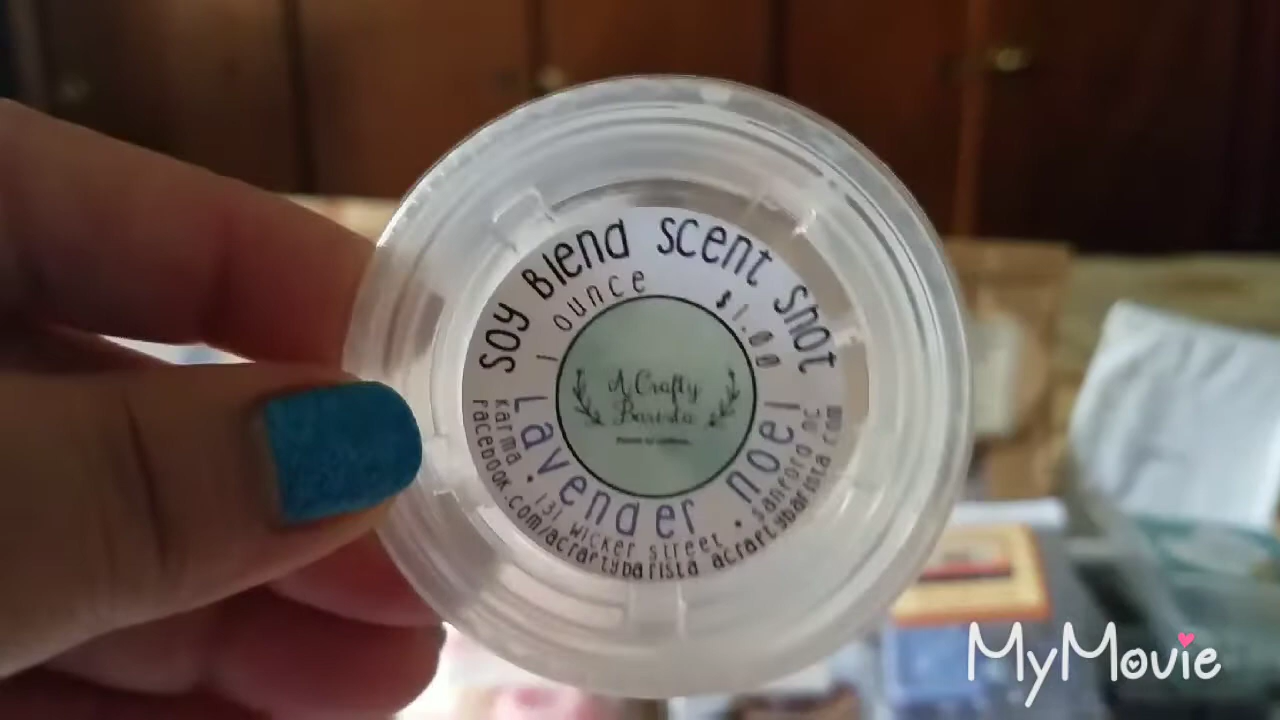 Soy Blend Scent Shot
1 ounce $1.00
A Crafty
Barista
Lavender Noel
Karma • 131 Wicker Street • Sanford NC
facebook.com/acraftybarista acraftybarista.com
MyMovie